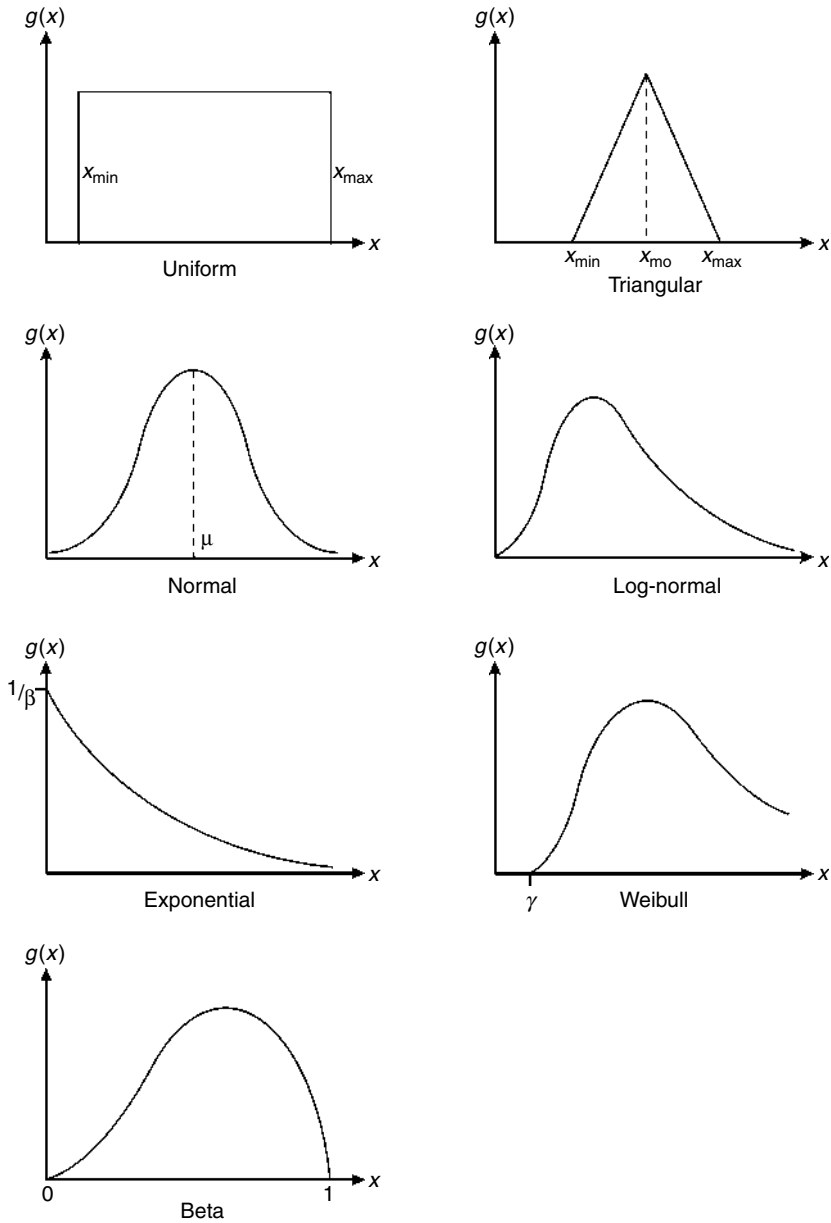 g(x)
x_min
x_max
x
Uniform
g(x)
x
x_min x_mo x_max
Triangular
g(x)
μ
x
Normal
g(x)
x
Log-normal
g(x)
1/β
x
Exponential
g(x)
x
γ
Weibull
g(x)
x
0 1
Beta